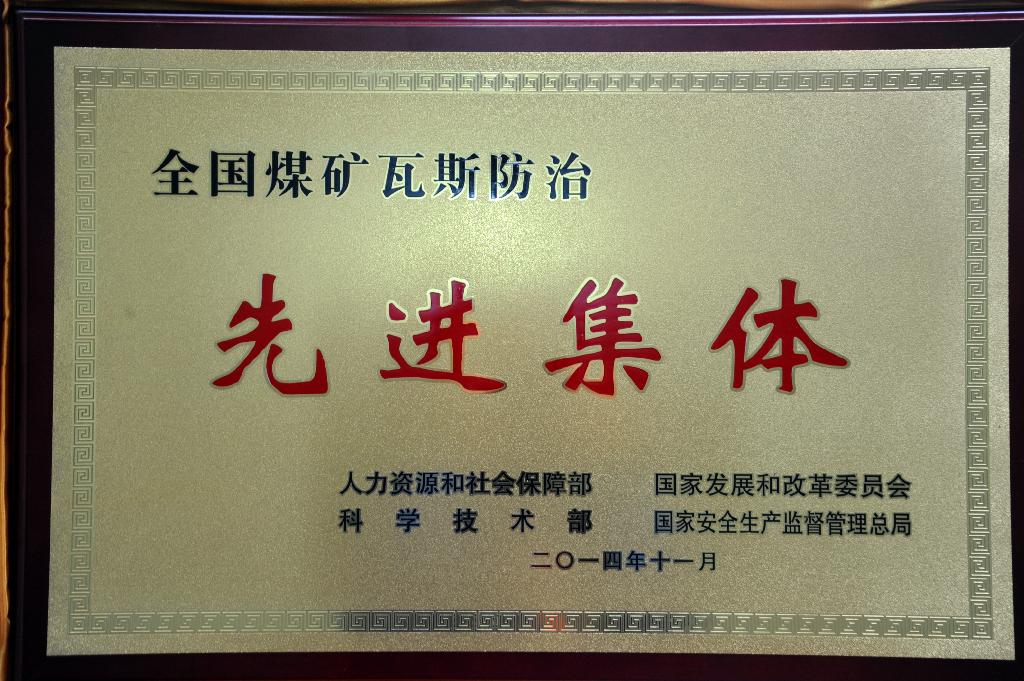 全国煤矿瓦斯防治
先进集体
人力资源和社会保障部 国家发展和改革委员会
科学技术部 国家安全生产监督管理总局
二〇一四年十一月